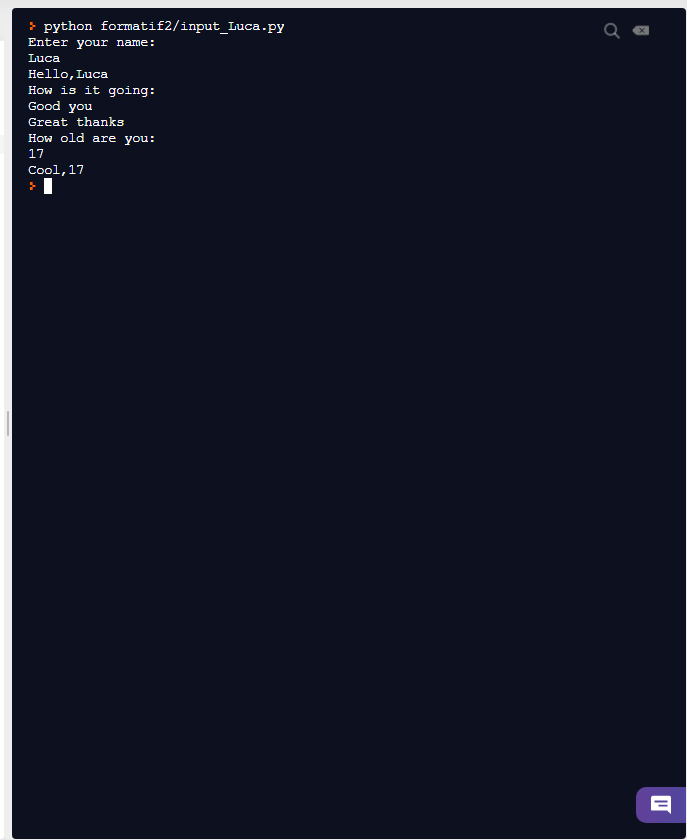 > python formatif2/input_Luca.py
Enter your name:
Luca
Hello,Luca
How is it going:
Good you
Great thanks
How old are you:
17
Cool,17
>